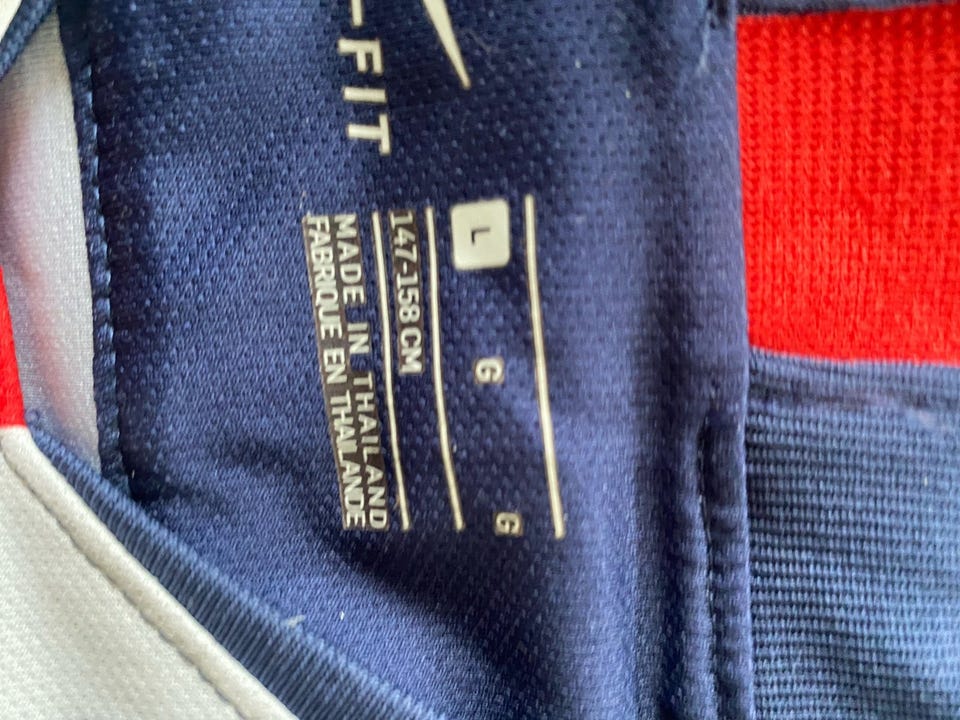 -FIT
L G G
147-158 CM
MADE IN THAILAND
FABRIQUE EN THAILANDE